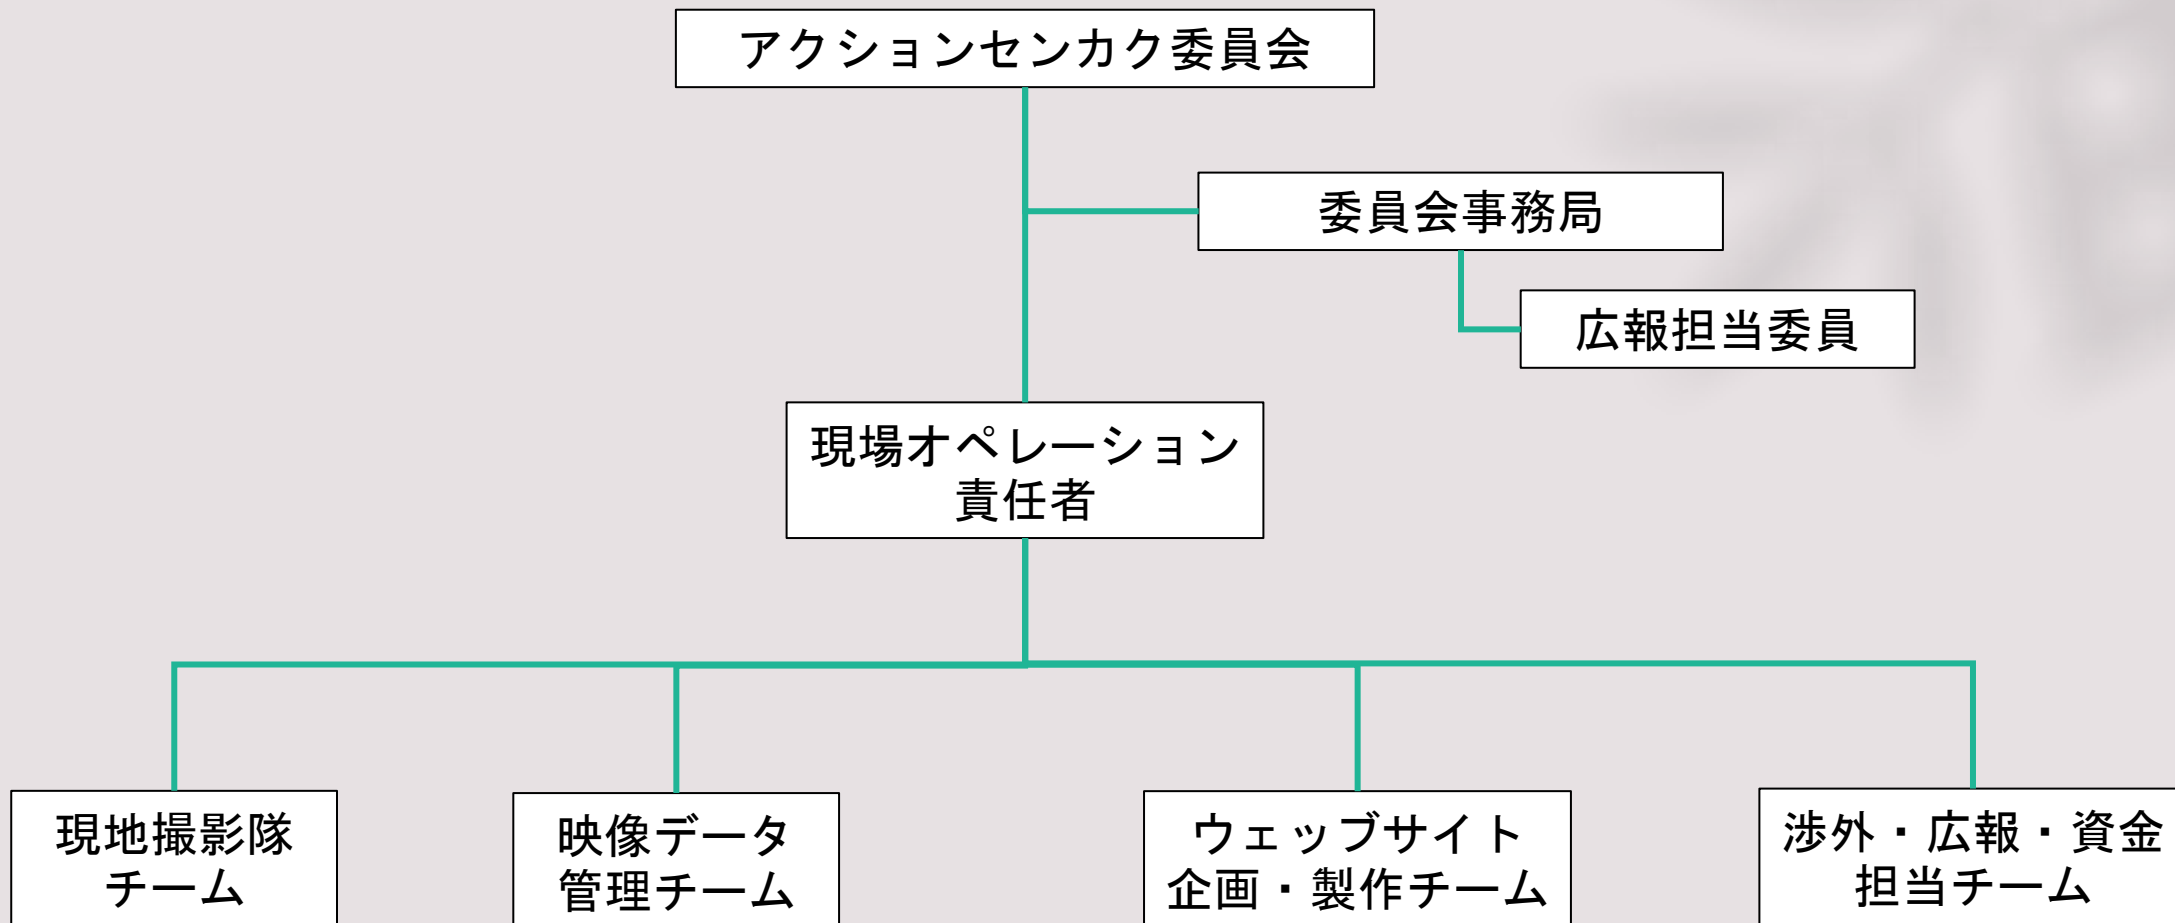 アクションセンカク委員会
委員会事務局
広報担当委員
現場オペレーション
責任者
現地撮影隊
チーム
映像データ
管理チーム
ウェッブサイト
企画・製作チーム
渉外・広報・資金
担当チーム